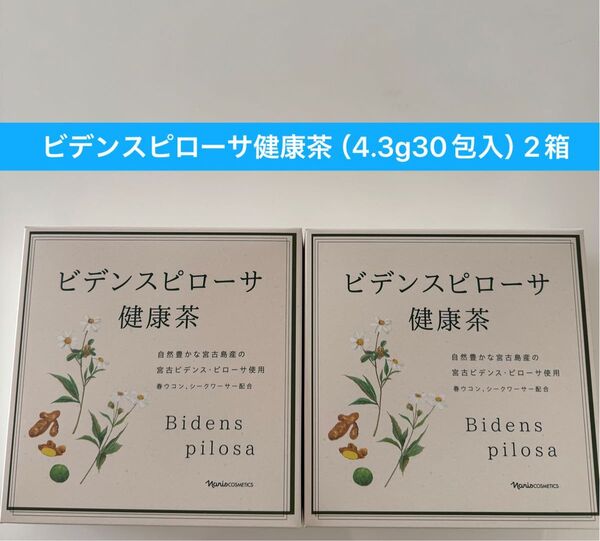 ビデンスピローサ健康茶（4.3g30包入）2箱
ビデンスピローサ
健康茶
自然豊かな宮古島産の
宮古ビデンス・ピローサ使用
春ウコン、シークワーサー配合
Bidens
pilosa
naris COSMETICS
ビデンスピローサ
健康茶
自然豊かな宮古島産の
宮古ビデンス・ピローサ使用
春ウコン、シークワーサー配合
Bidens
pilosa
naris COSMETICS